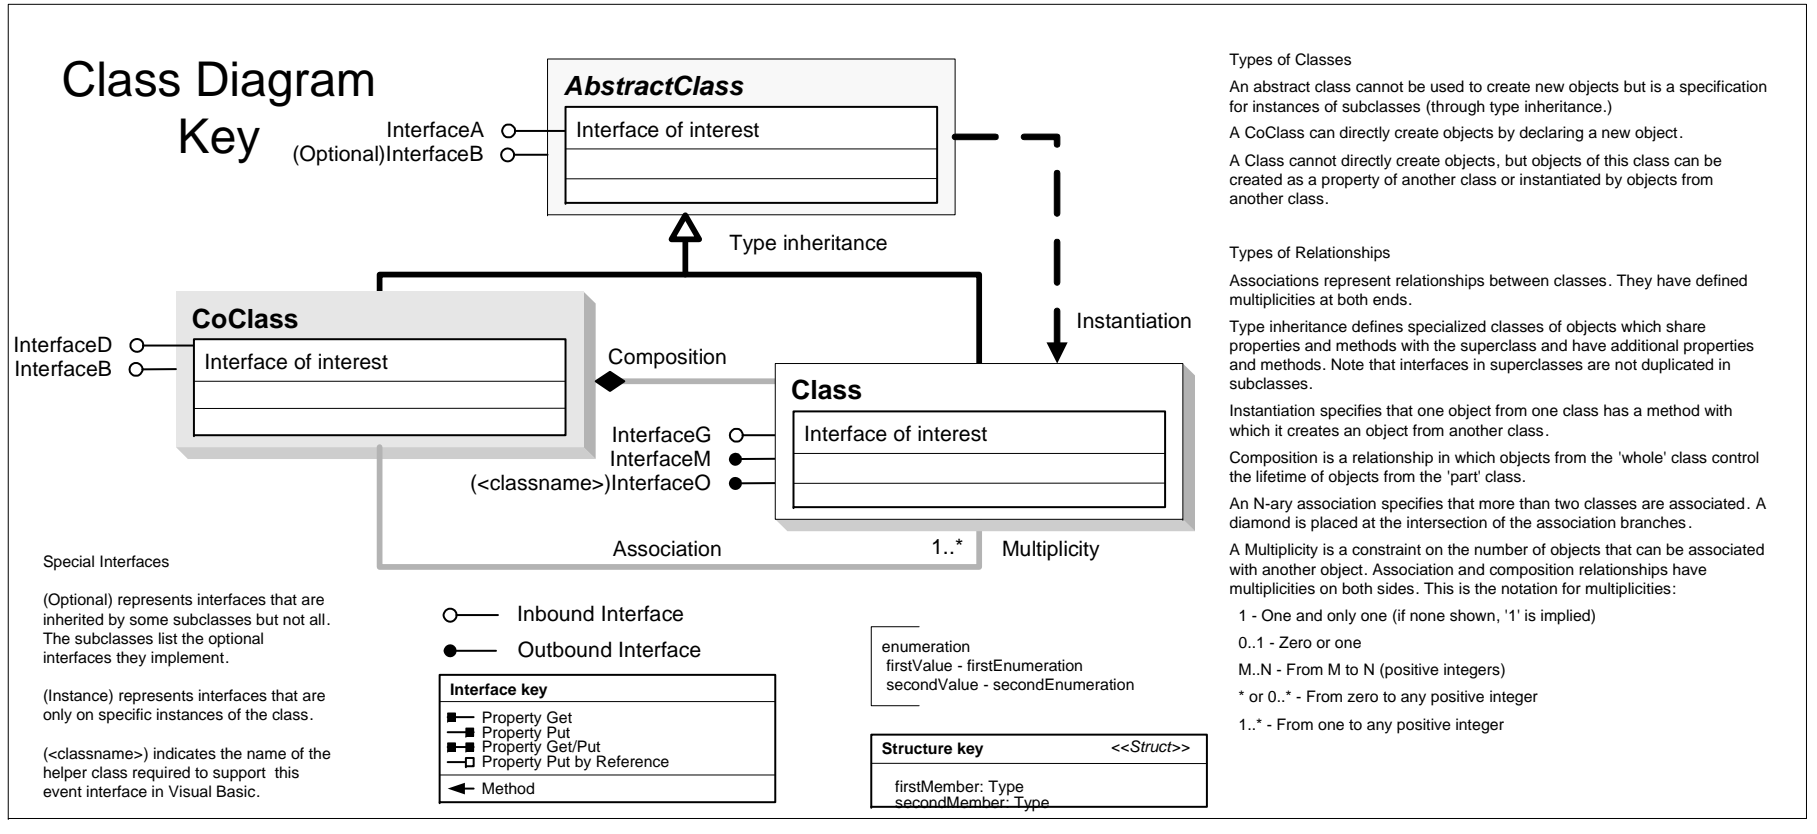 Class Diagram
Key
AbstractClass
InterfaceA
Interface of interest
(Optional)InterfaceB
Type inheritance
Instantiation
CoClass
InterfaceD
InterfaceB
Interface of interest
Composition
Class
InterfaceG
Interface of interest
InterfaceM
(<classname>)InterfaceO
Association
1..*
Multiplicity
Special Interfaces
(Optional) represents interfaces that are
inherited by some subclasses but not all.
The subclasses list the optional
interfaces they implement.
(Instance) represents interfaces that are
only on specific instances of the class.
(<classname>) indicates the name of the
helper class required to support this
event interface in Visual Basic.
Inbound Interface
Outbound Interface
Interface key
Property Get
Property Put
Property Get/Put
Property Put by Reference
Method
enumeration
firstValue - firstEnumeration
secondValue - secondEnumeration
Structure key <<Struct>>
firstMember: Type
secondMember: Type
Types of Classes
An abstract class cannot be used to create new objects but is a specification
for instances of subclasses (through type inheritance.)
A CoClass can directly create objects by declaring a new object.
A Class cannot directly create objects, but objects of this class can be
created as a property of another class or instantiated by objects from
another class.
Types of Relationships
Associations represent relationships between classes. They have defined
multiplicities at both ends.
Type inheritance defines specialized classes of objects which share
properties and methods with the superclass and have additional properties
and methods. Note that interfaces in superclasses are not duplicated in
subclasses.
Instantiation specifies that one object from one class has a method with
which it creates an object from another class.
Composition is a relationship in which objects from the 'whole' class control
the lifetime of objects from the 'part' class.
An N-ary association specifies that more than two classes are associated. A
diamond is placed at the intersection of the association branches.
A Multiplicity is a constraint on the number of objects that can be associated
with another object. Association and composition relationships have
multiplicities on both sides. This is the notation for multiplicities:
1 - One and only one (if none shown, '1' is implied)
0..1 - Zero or one
M..N - From M to N (positive integers)
* or 0..* - From zero to any positive integer
1..* - From one to any positive integer